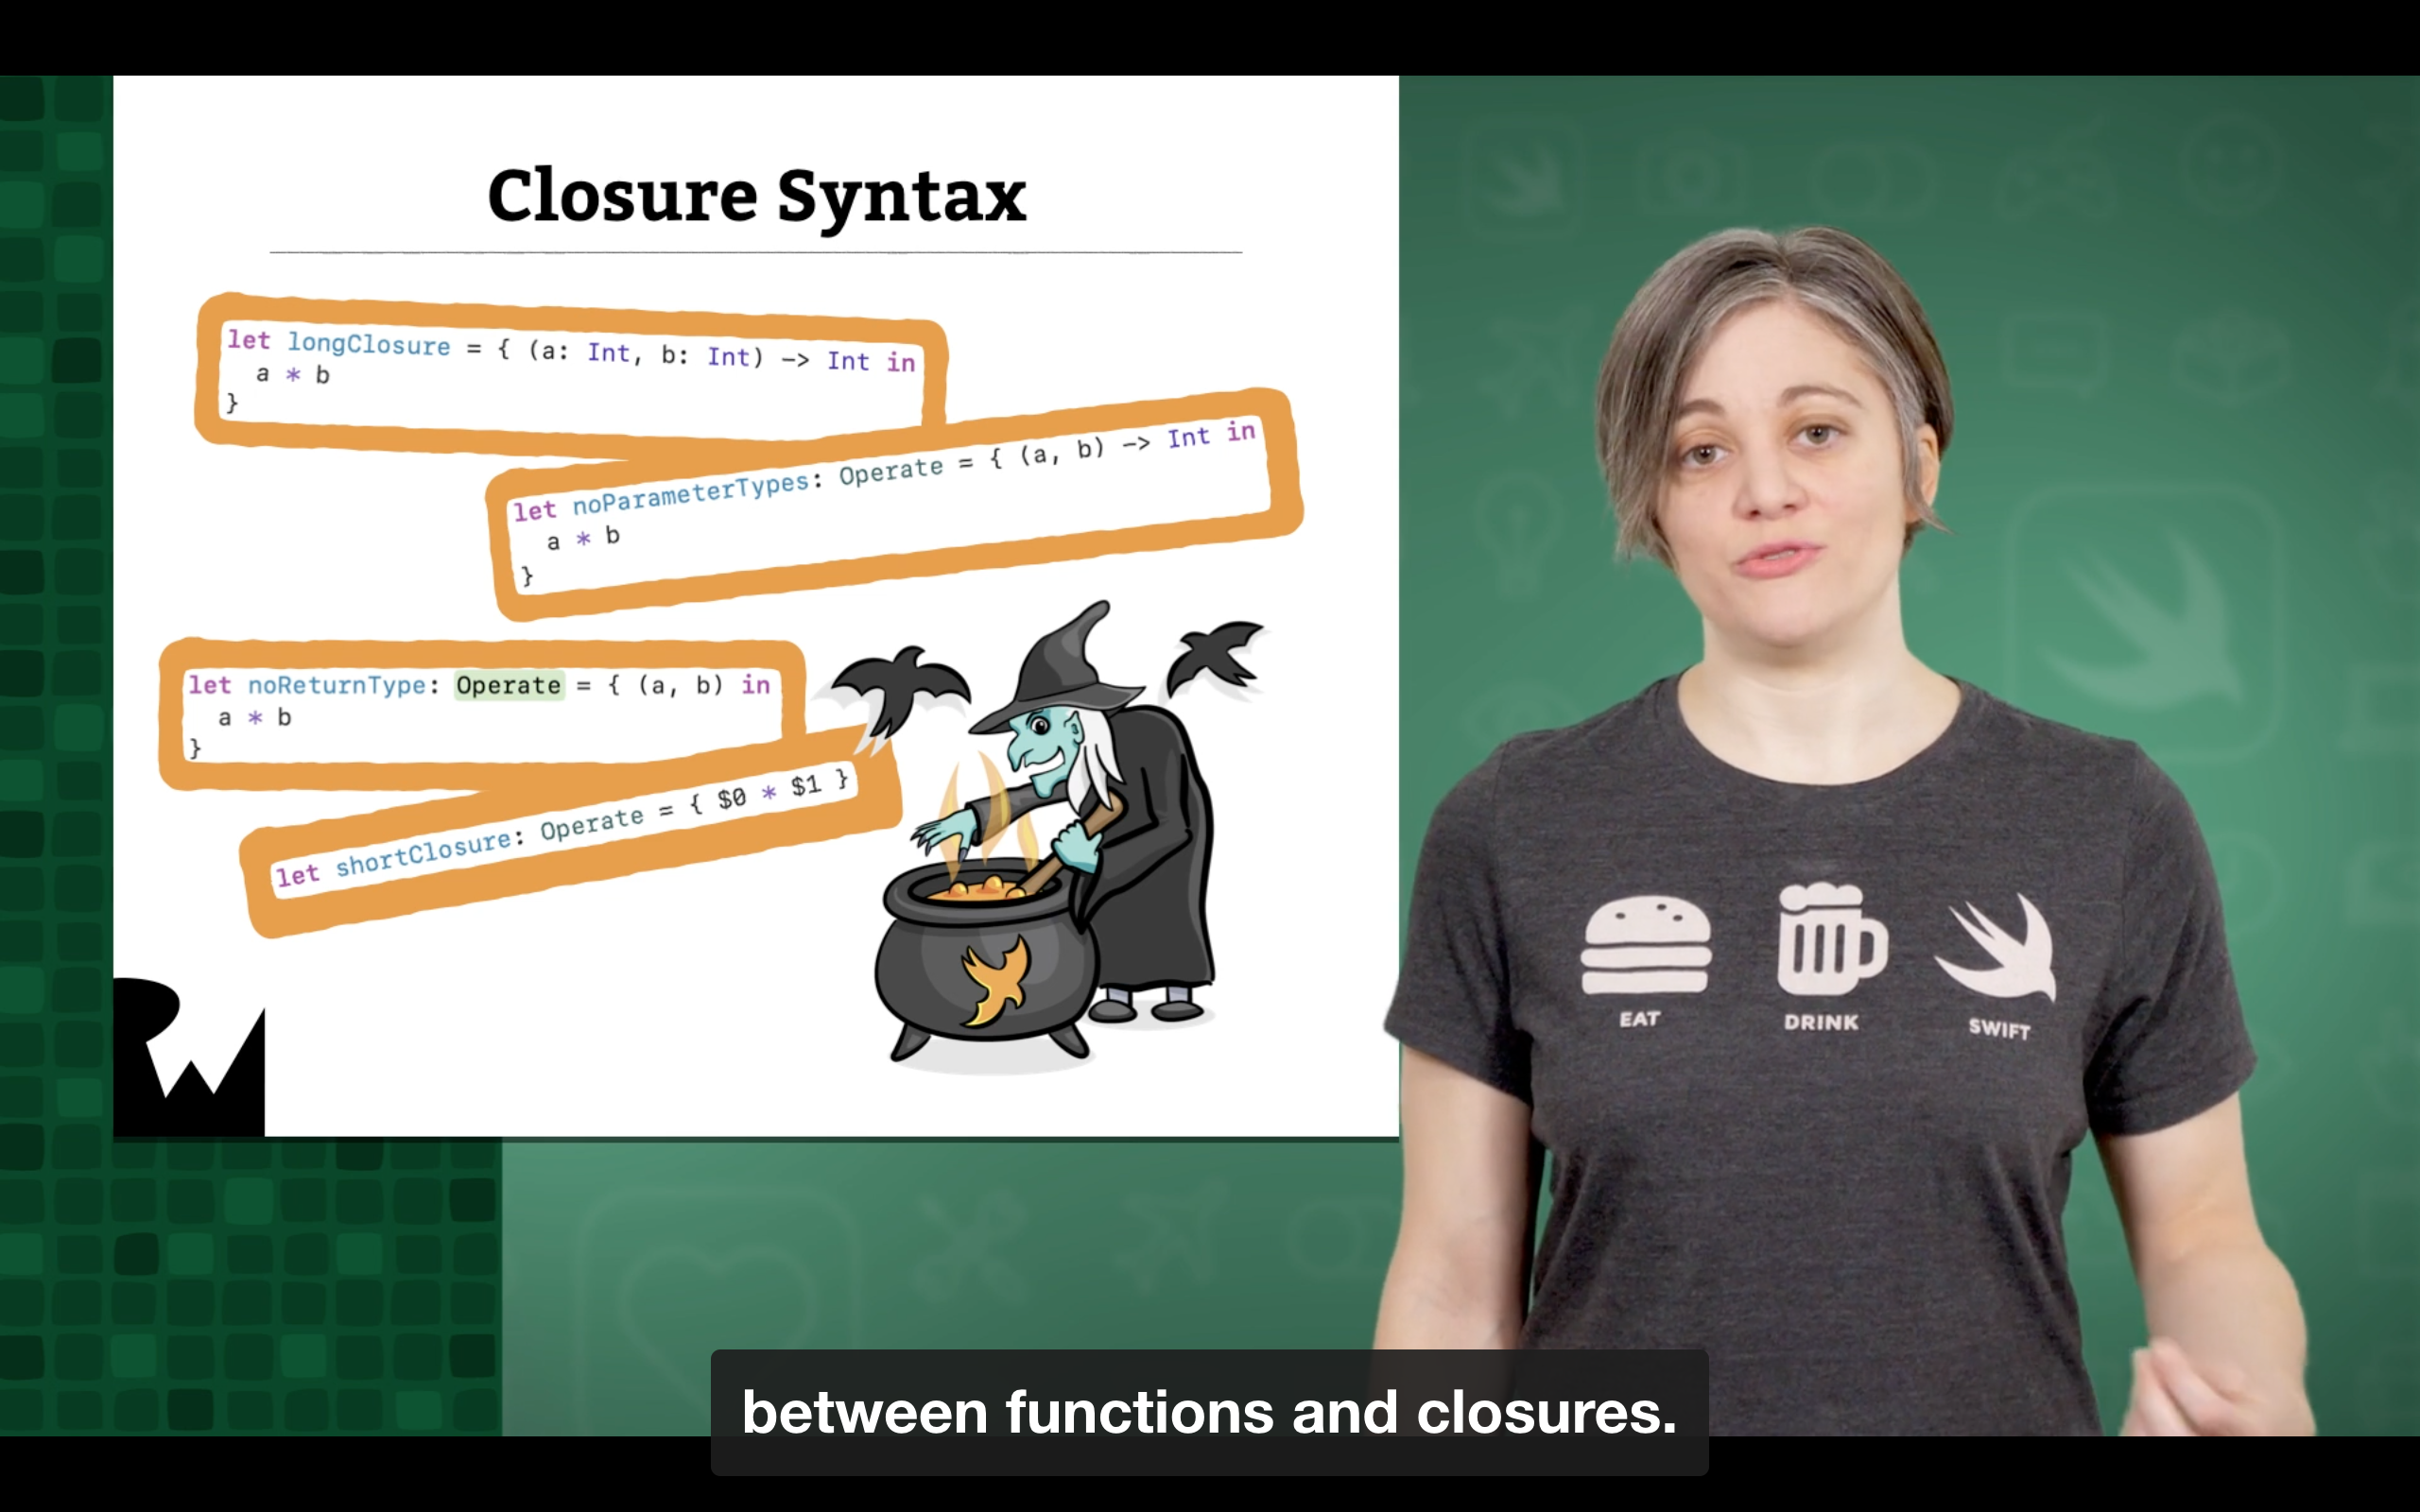 Closure Syntax
let longClosure = { (a: Int, b: Int) -> Int in
  a * b
}
let noParameterTypes: Operate = { (a, b) -> Int in
  a * b
}
let noReturnType: Operate = { (a, b) in
  a * b
}
let shortClosure: Operate = { $0 * $1 }
EAT DRINK SWIFT
between functions and closures.